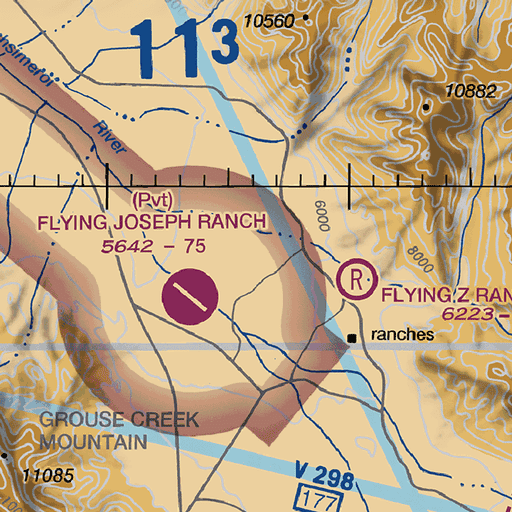 10560
11³
10882
River
(Pvt)
FLYING JOSEPH RANCH
5642 - 75
6000
8000
R
FLYING Z RAN
6223 -
ranches
GROUSE CREEK
MOUNTAIN
11085
V 298
177